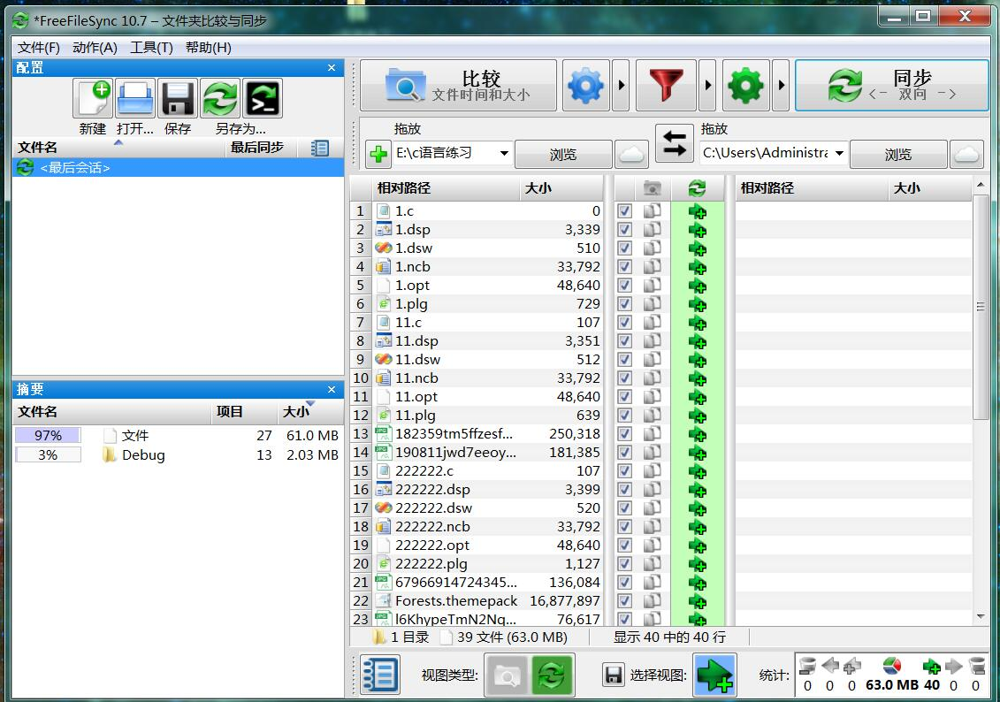 *FreeFileSync 10.7 – 文件夹比较与同步
文件(F) 动作(A) 工具(T) 帮助(H)
配置
新建 打开... 保存 另存为...
文件名 最后同步
<最后会话>
摘要
文件名 项目 大小
97% 文件 27 61.0 MB
3% Debug 13 2.03 MB
比较
文件时间和大小
同步
<- 双向 ->
拖放
E:\c语言练习 浏览
拖放
C:\Users\Administra 浏览
相对路径 大小 相对路径 大小
1 1.c 0
2 1.dsp 3,339
3 1.dsw 510
4 1.ncb 33,792
5 1.opt 48,640
6 1.plg 729
7 11.c 107
8 11.dsp 3,351
9 11.dsw 512
10 11.ncb 33,792
11 11.opt 48,640
12 11.plg 639
13 182359tm5ffzesf... 250,318
14 190811jwd7eeoy... 181,385
15 222222.c 107
16 222222.dsp 3,399
17 222222.dsw 520
18 222222.ncb 33,792
19 222222.opt 48,640
20 222222.plg 1,127
21 67966914724345... 136,084
22 Forests.themepack 16,877,897
23 l6KhypeTmN2Nq... 76,617
1 目录 39 文件 (63.0 MB) 显示 40 中的 40 行
视图类型: 选择视图: 统计:
0 0 0 63.0 MB 40 0 0